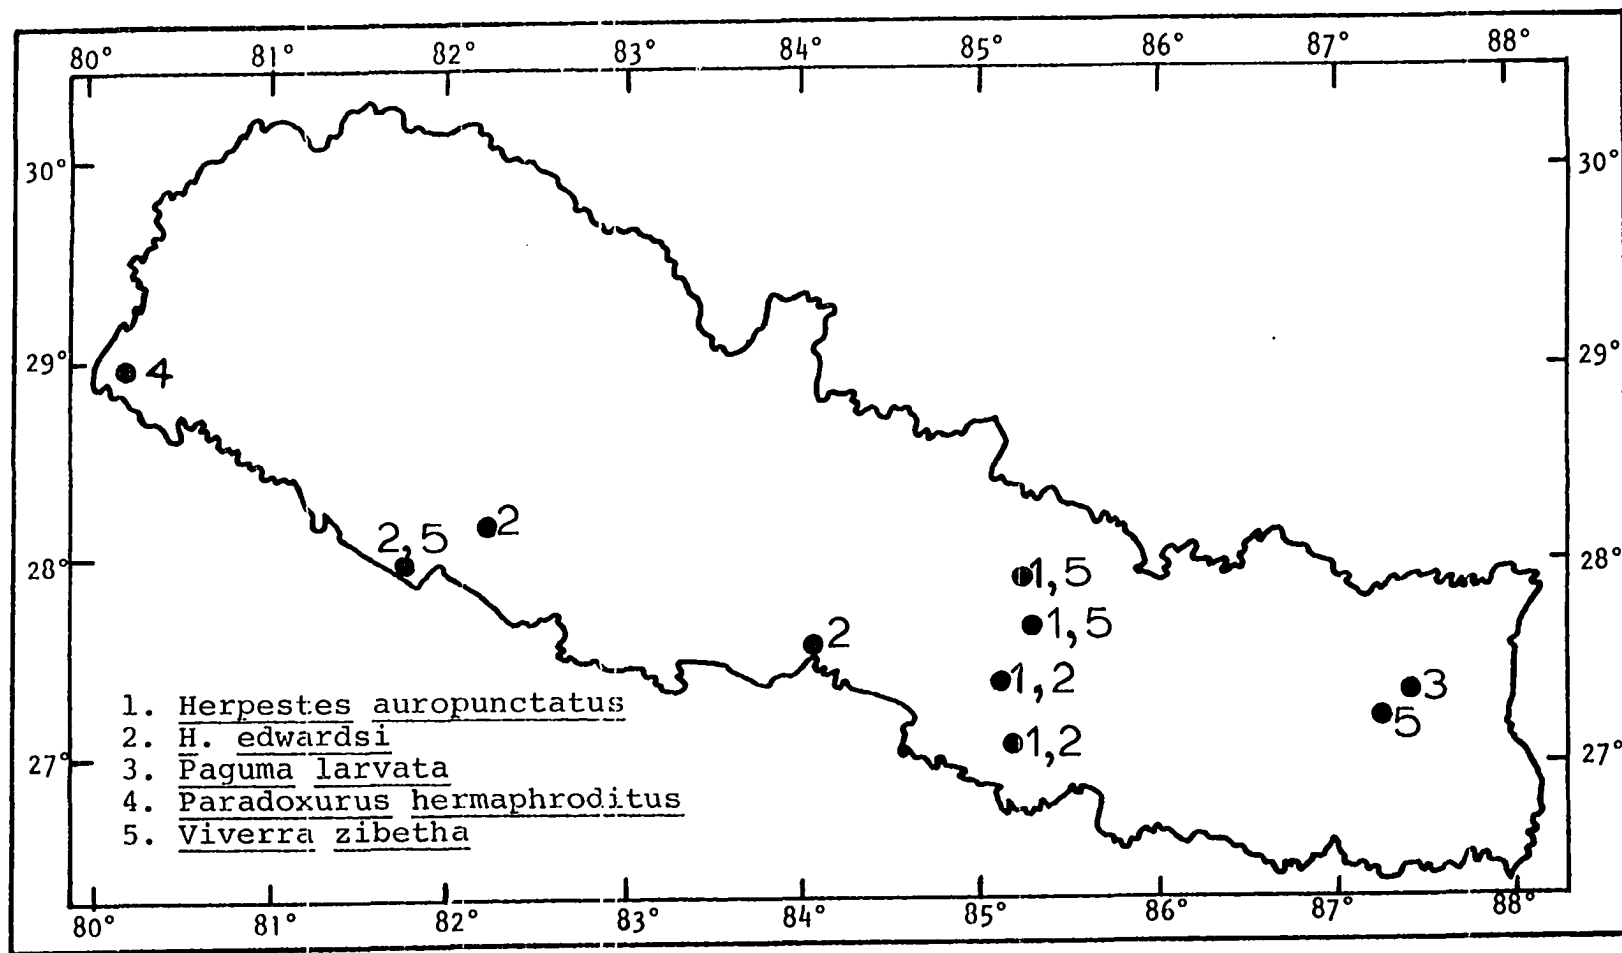 80° 81° 82° 83° 84° 85° 86° 87° 88°
30° 30°
29° 29°
4
2,5 2
28° 28°
1,5
1,5
2
1,2
3
5
1,2
27° 27°
1. Herpestes auropunctatus
2. H. edwardsi
3. Paguma larvata
4. Paradoxurus hermaphroditus
5. Viverra zibetha
80° 81° 82° 83° 84° 85° 86° 87° 88°